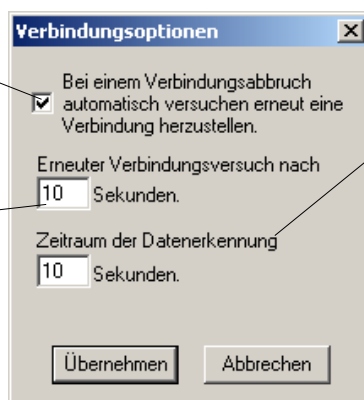 Verbindungsoptionen
Bei einem Verbindungsabbruch
automatisch versuchen erneut eine
Verbindung herzustellen.
Erneuter Verbindungsversuch nach
10 Sekunden.
Zeitraum der Datenerkennung
10 Sekunden.
Übernehmen Abbrechen